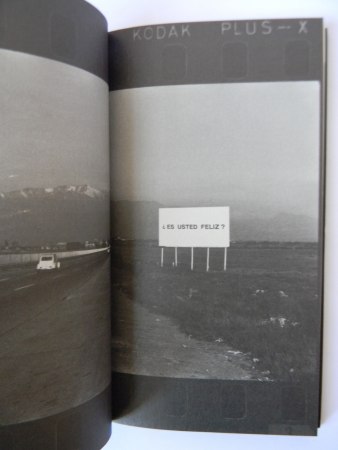 KODAK PLUS-X
¿ES USTED FELIZ?